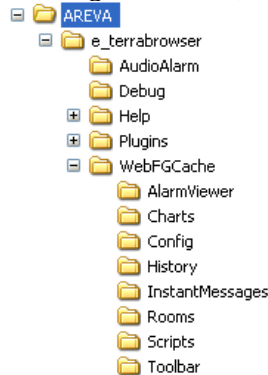 AREVA
e_terrabrowser
AudioAlarm
Debug
Help
Plugins
WebFGCache
AlarmViewer
Charts
Config
History
InstantMessages
Rooms
Scripts
Toolbar